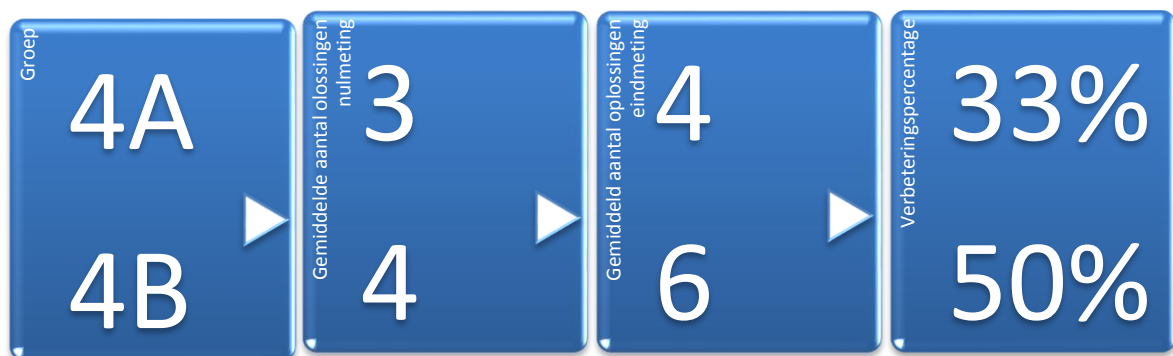 Groep
4A
4B
Gemiddelde aantal olossingen
nulmeting
3
4
Gemiddeld aantal oplossingen
eindmeting
4
6
Verbeteringspercentage
33%
50%